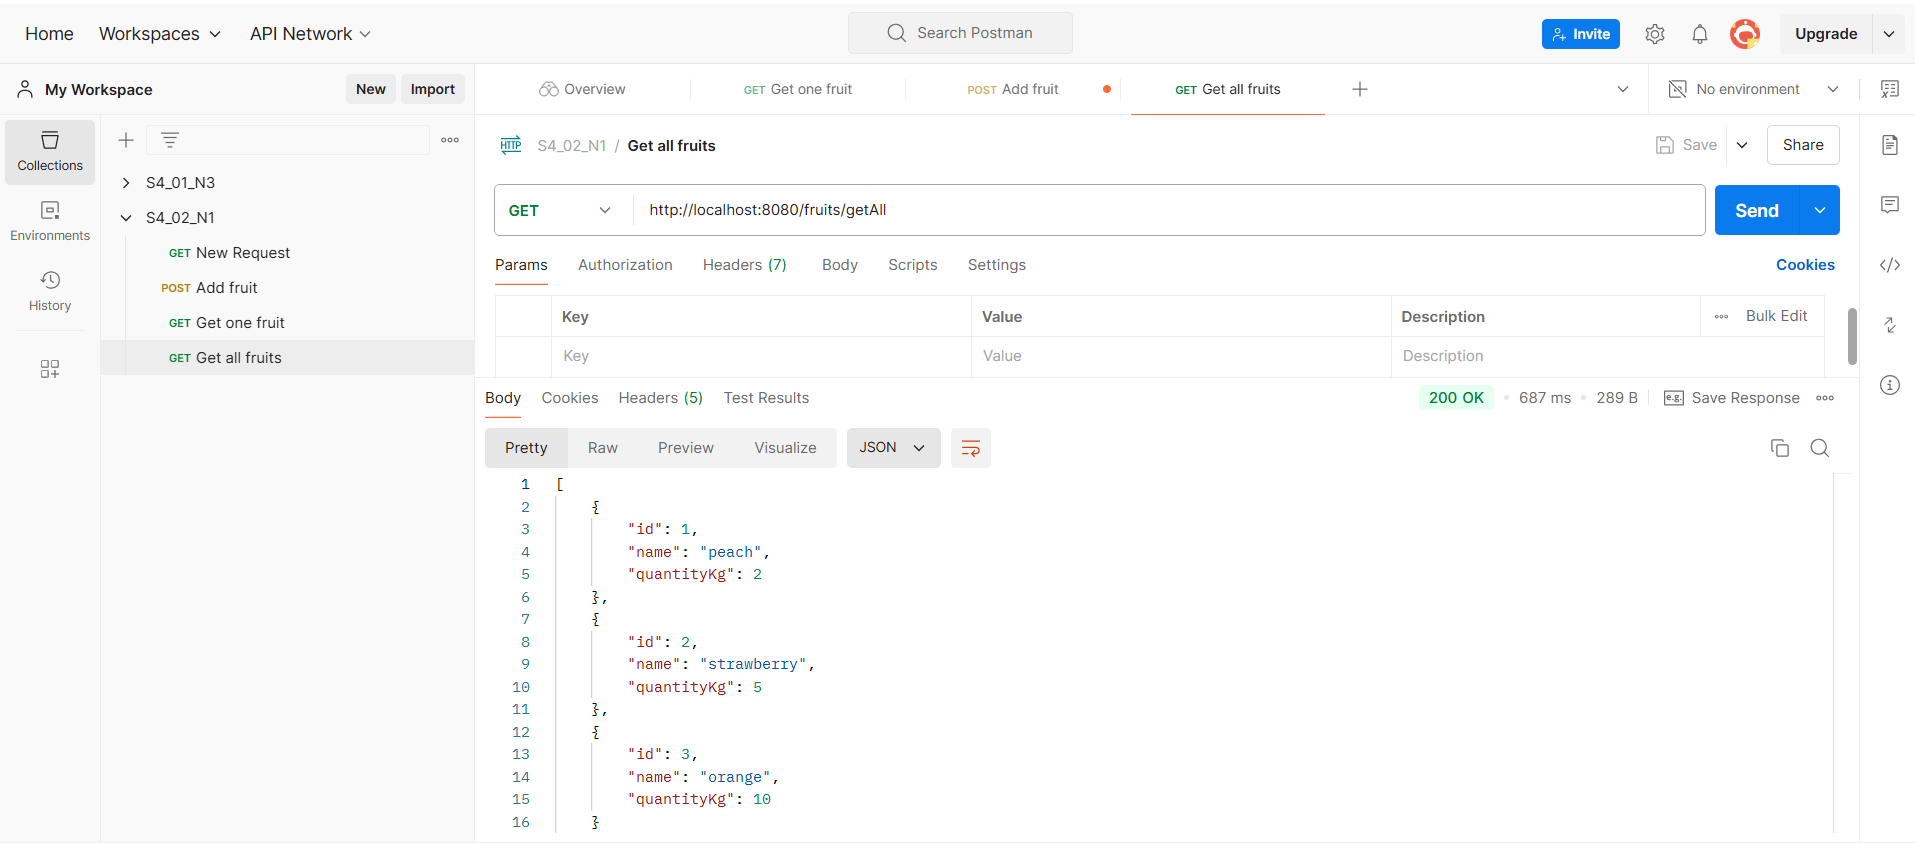 Home Workspaces API Network Search Postman Invite Upgrade
My Workspace New Import Overview GET Get one fruit POST Add fruit GET Get all fruits No environment
Collections
Environments
History
S4_01_N3
S4_02_N1
GET New Request
POST Add fruit
GET Get one fruit
GET Get all fruits
HTTP S4_02_N1 / Get all fruits Save Share
GET http://localhost:8080/fruits/getAll Send
Params Authorization Headers (7) Body Scripts Settings Cookies
Key Value Description Bulk Edit
Key Value Description
Body Cookies Headers (5) Test Results 200 OK 687 ms 289 B e.g. Save Response
Pretty Raw Preview Visualize JSON
1 [
2 {
3 "id": 1,
4 "name": "peach",
5 "quantityKg": 2
6 },
7 {
8 "id": 2,
9 "name": "strawberry",
10 "quantityKg": 5
11 },
12 {
13 "id": 3,
14 "name": "orange",
15 "quantityKg": 10
16 }